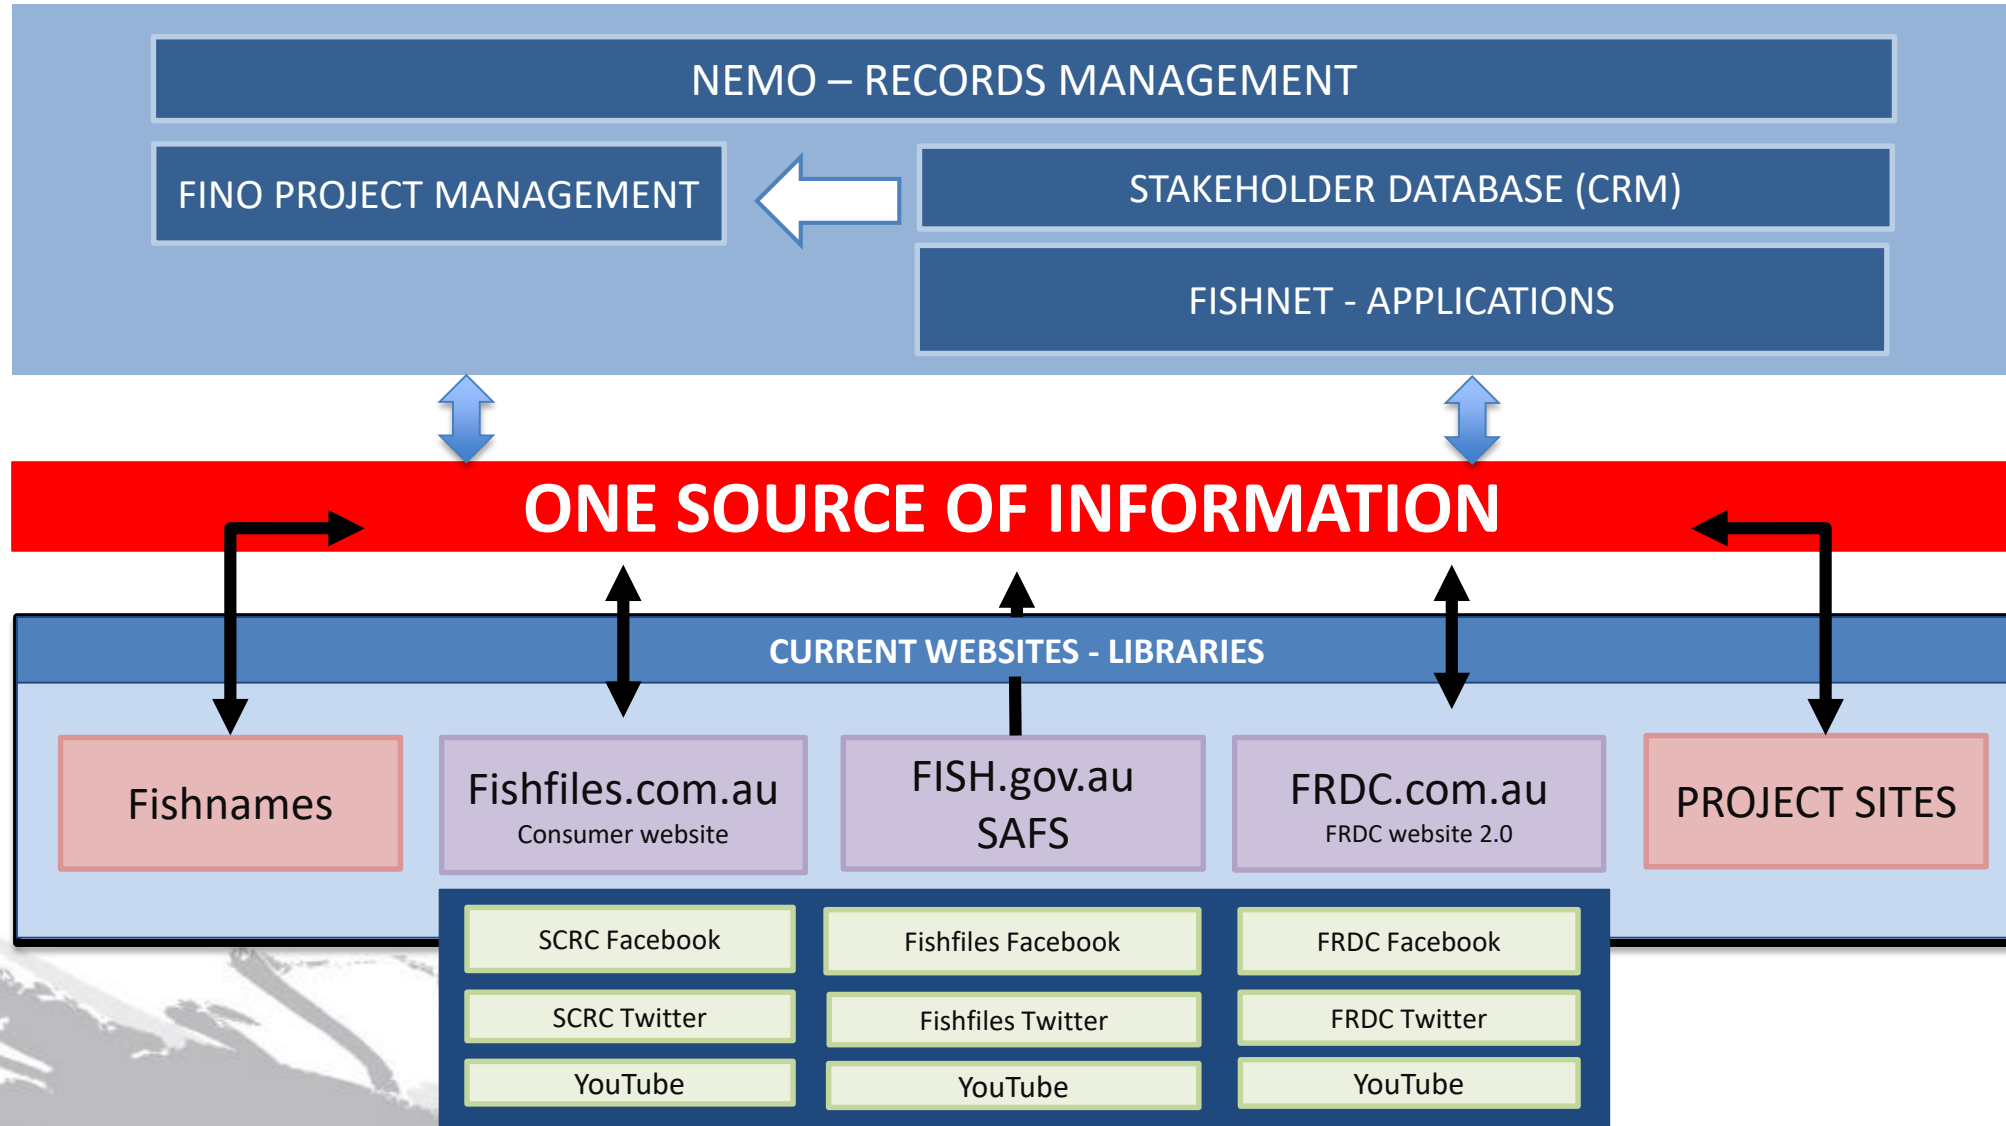 NEMO – RECORDS MANAGEMENT
FINO PROJECT MANAGEMENT
STAKEHOLDER DATABASE (CRM)
FISHNET - APPLICATIONS
ONE SOURCE OF INFORMATION
CURRENT WEBSITES - LIBRARIES
Fishnames
Fishfiles.com.au
Consumer website
FISH.gov.au
SAFS
FRDC.com.au
FRDC website 2.0
PROJECT SITES
SCRC Facebook
Fishfiles Facebook
FRDC Facebook
SCRC Twitter
Fishfiles Twitter
FRDC Twitter
YouTube
YouTube
YouTube